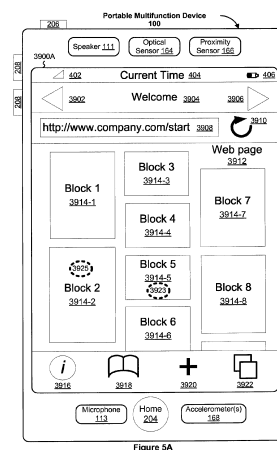 Portable Multifunction Device
100
206
Speaker 111
Optical
Sensor 164
Proximity
Sensor 166
208
208
3900A
402
Current Time 404
406
3902
Welcome 3904
3906
http://www.company.com/start 3908
3910
Web page
3912
Block 1
3914-1
Block 2
3914-2
3925
Block 3
3914-3
Block 4
3914-4
Block 5
3914-5
3923
Block 6
3914-6
Block 7
3914-7
Block 8
3914-8
i
3916
3918
3920
3922
Microphone
113
Home
204
Accelerometer(s)
168
Figure 5A